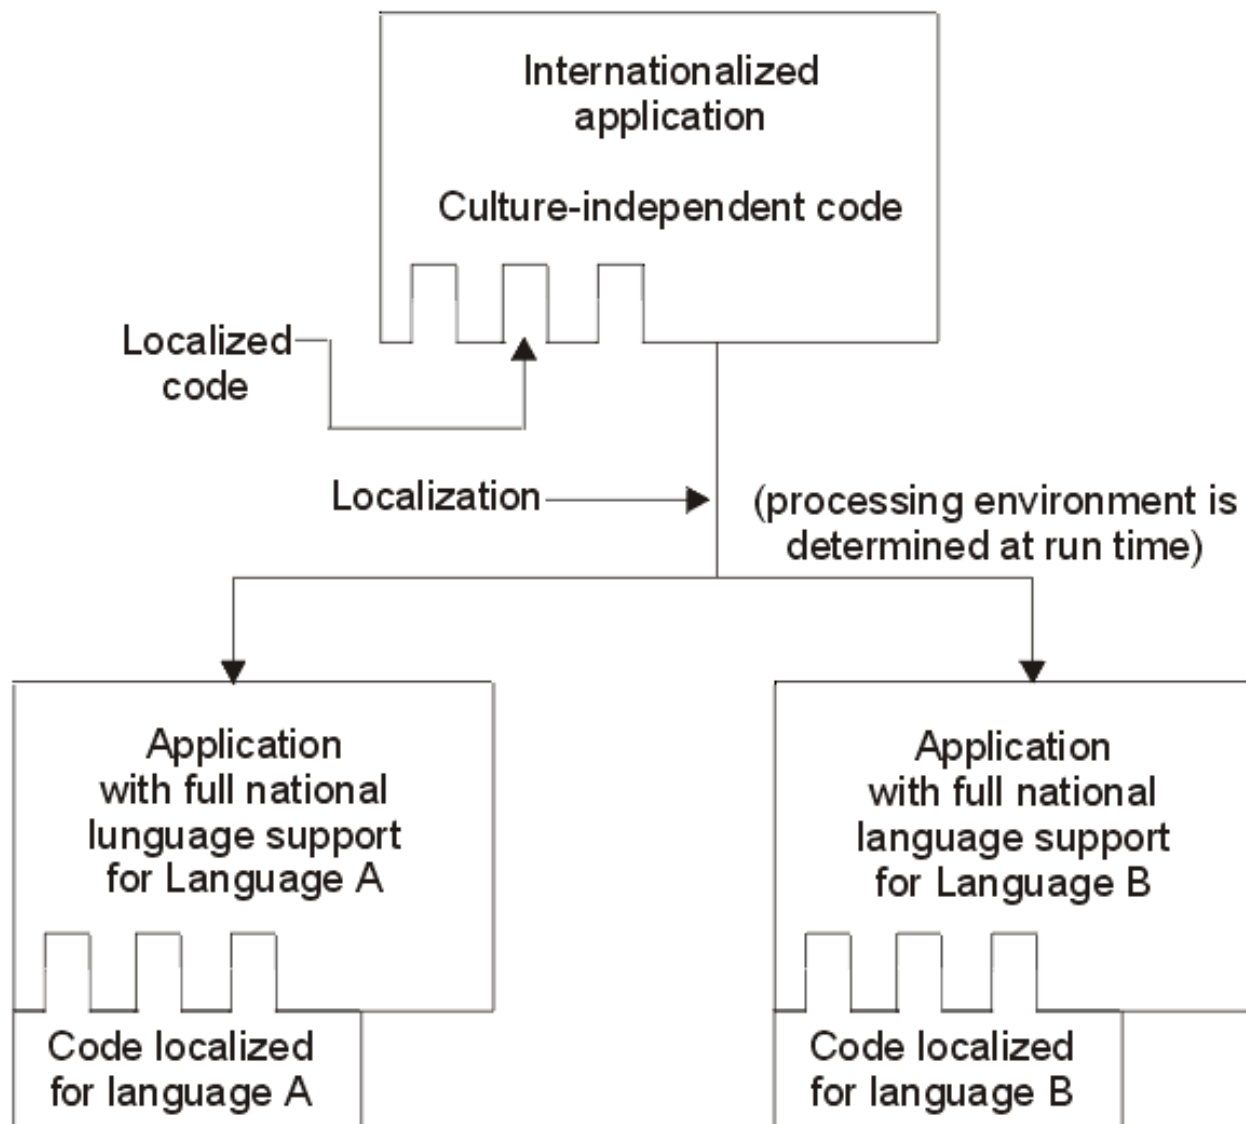 Internationalized
application
Culture-independent code
Localized
code
Localization
(processing environment is
determined at run time)
Application
with full national
lunguage support
for Language A
Application
with full national
language support
for Language B
Code localized
for language A
Code localized
for language B